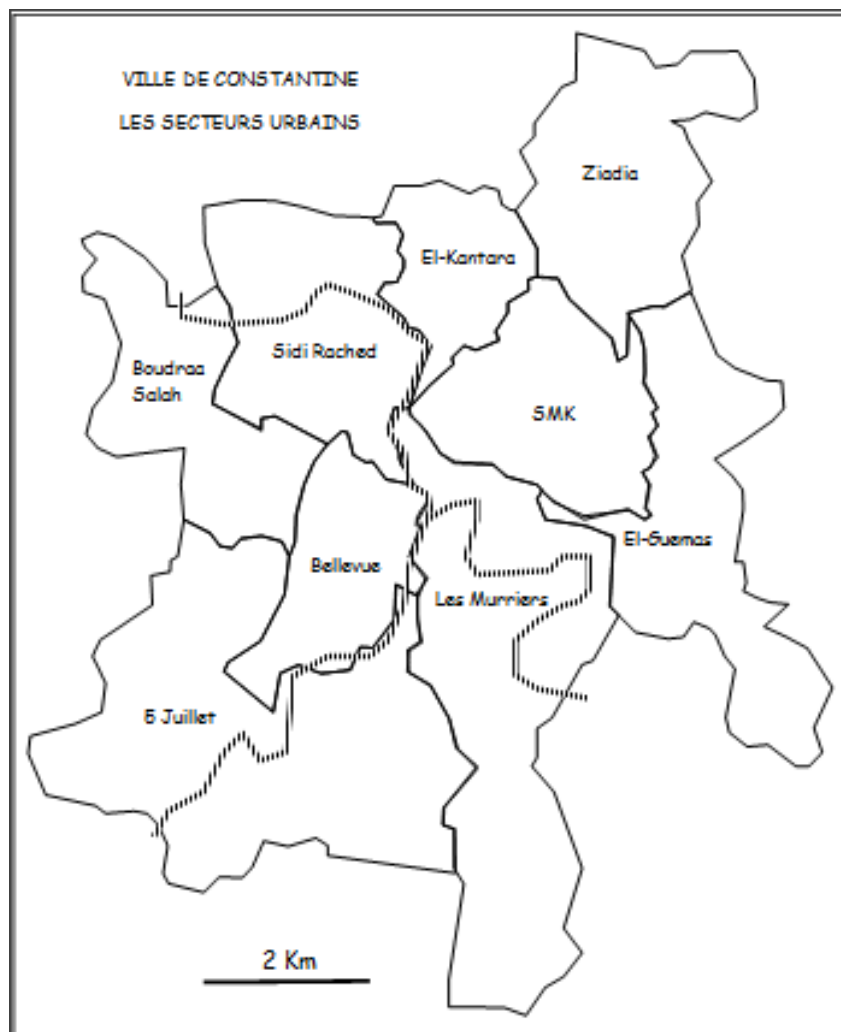 VILLE DE CONSTANTINE
LES SECTEURS URBAINS
Ziadia
El-Kantara
Sidi Rached
Boudraa
Salah
SMK
El-Guemas
Bellevue
Les Murriers
5 Juillet
2 Km